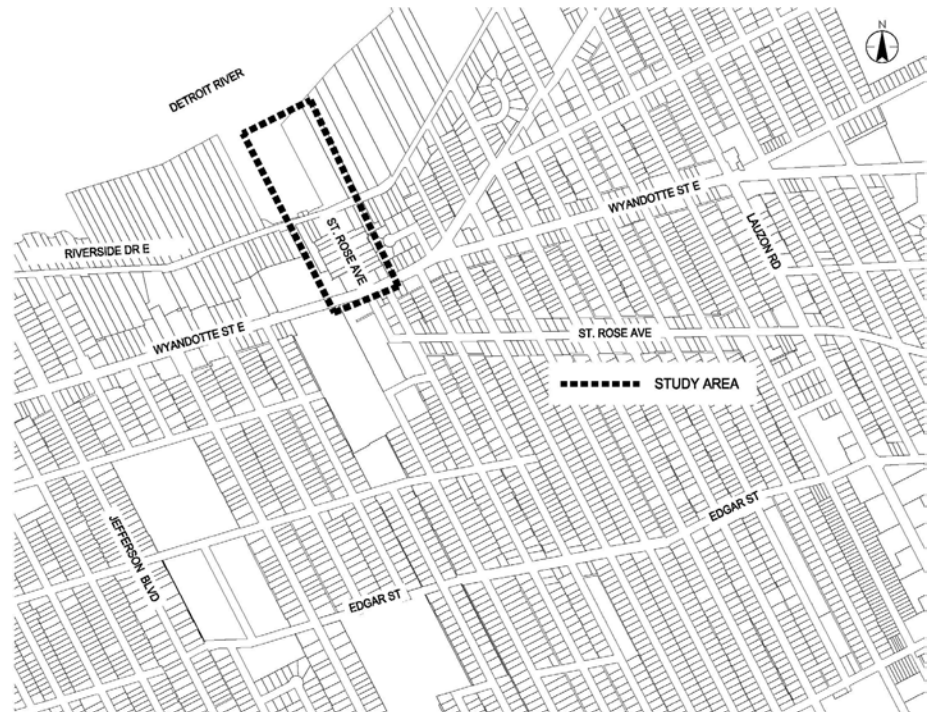 N
DETROIT RIVER
WYANDOTTE ST E
LAUZON RD
ST. ROSE AVE
RIVERSIDE DR E
WYANDOTTE ST E
ST. ROSE AVE
STUDY AREA
EDGAR ST
JEFFERSON BLVD
EDGAR ST